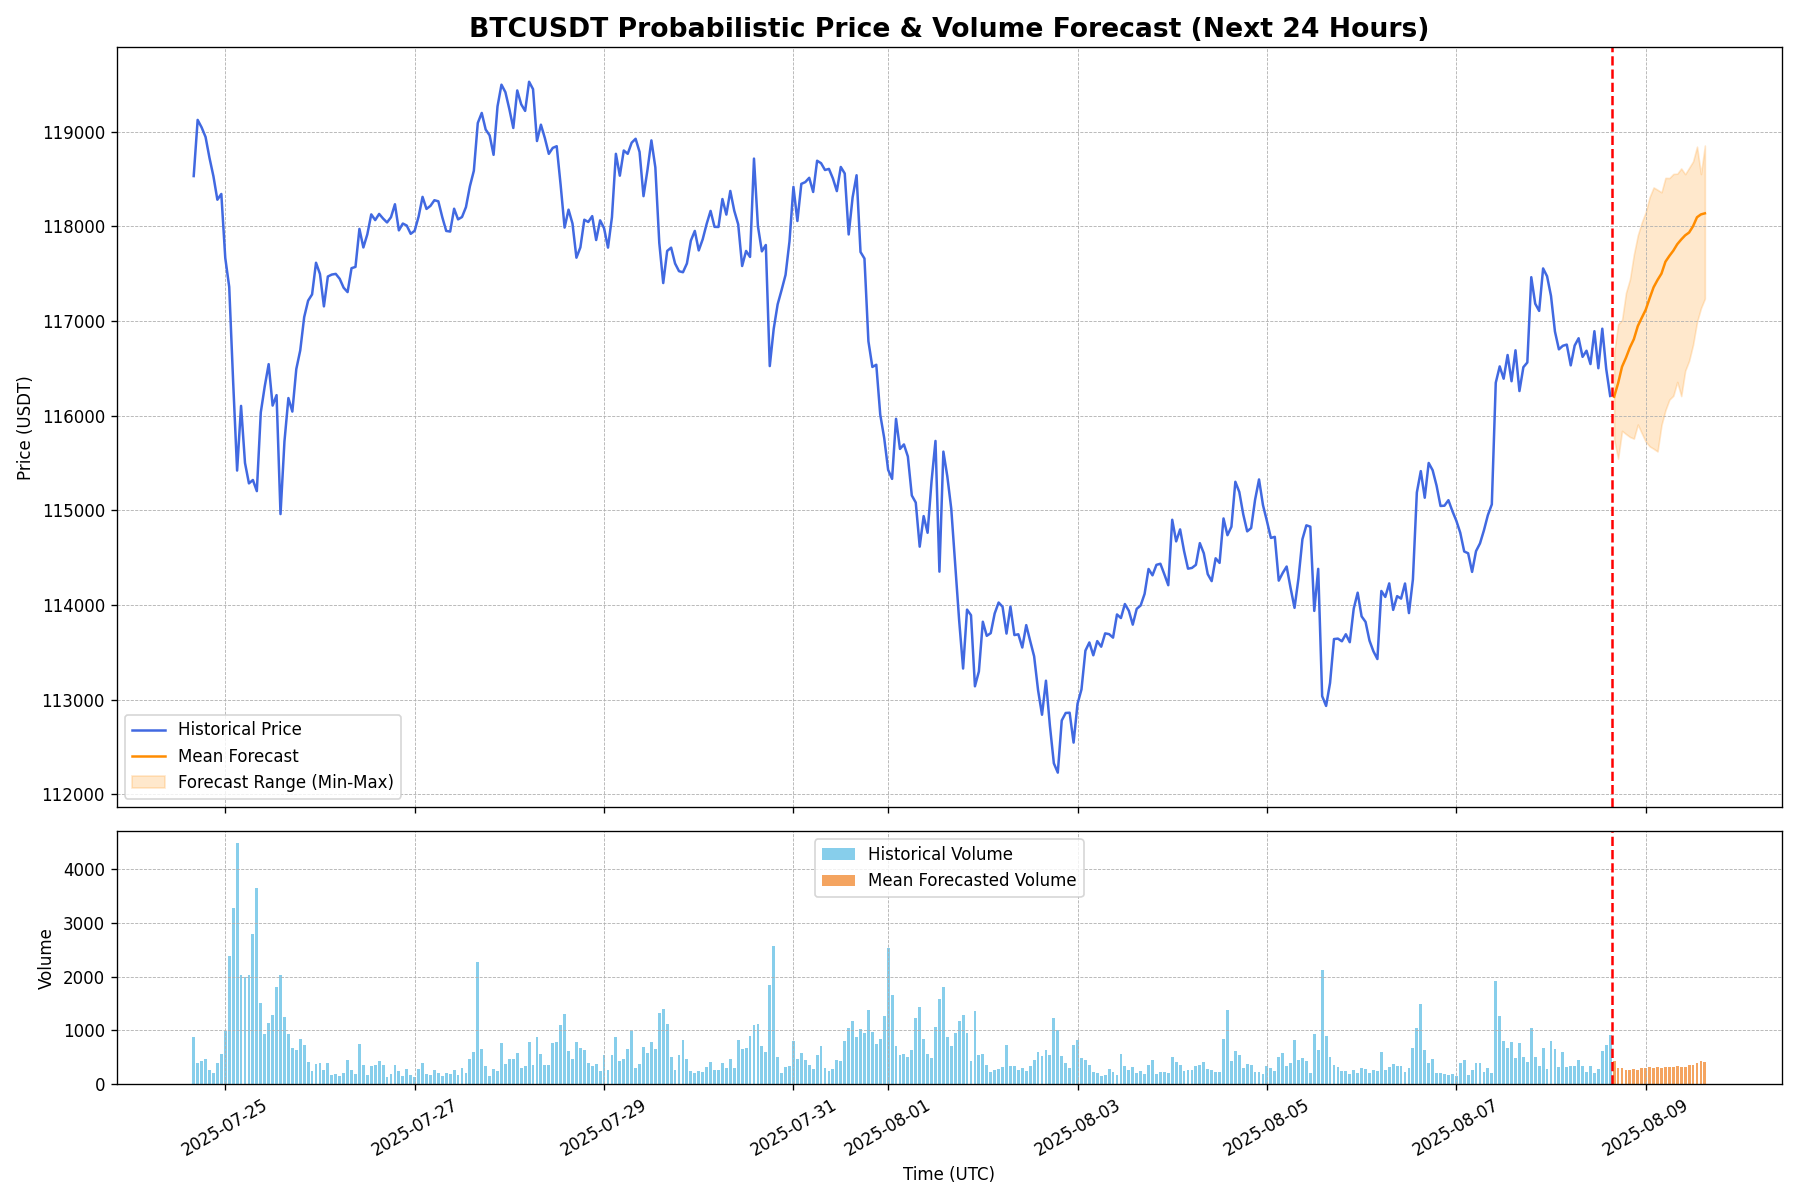 BTCUSDT Probabilistic Price & Volume Forecast (Next 24 Hours)
Price (USDT)
119000
118000
117000
116000
115000
114000
113000
112000
Historical Price
Mean Forecast
Forecast Range (Min-Max)
Volume
4000
3000
2000
1000
0
Historical Volume
Mean Forecasted Volume
2025-07-25
2025-07-27
2025-07-29
2025-07-31
2025-08-01
2025-08-03
2025-08-05
2025-08-07
2025-08-09
Time (UTC)